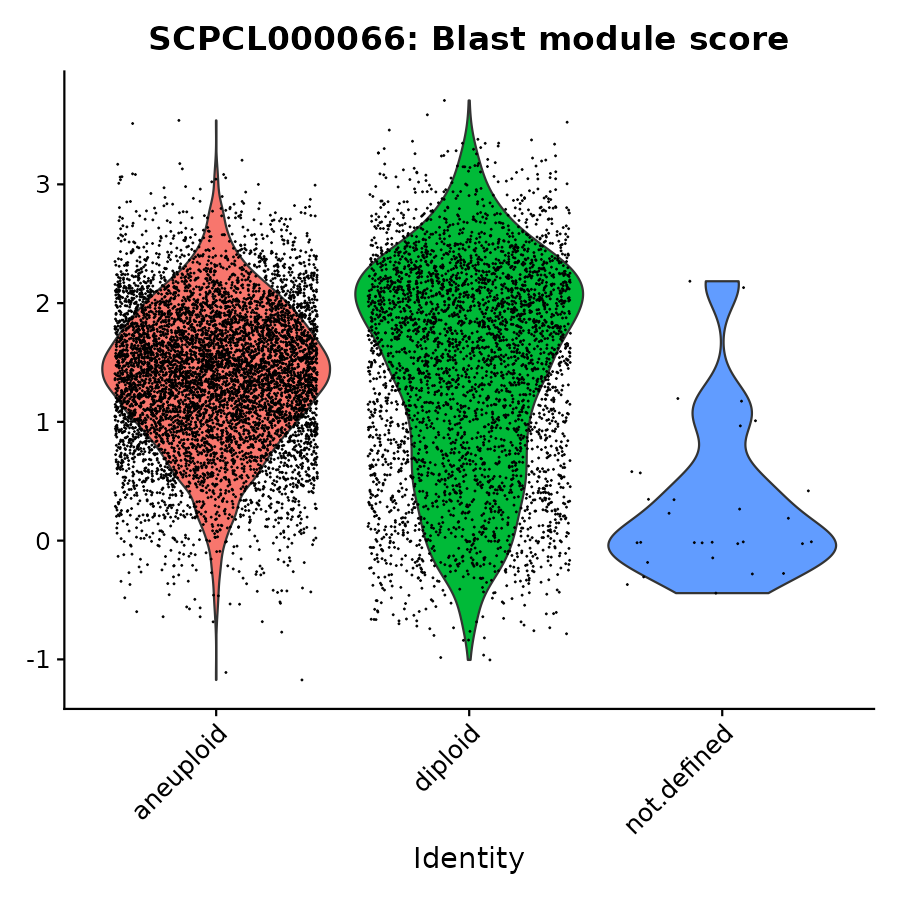 SCPCL000066: Blast module score
3
2
1
0
-1
aneuploid
diploid
not.defined
Identity